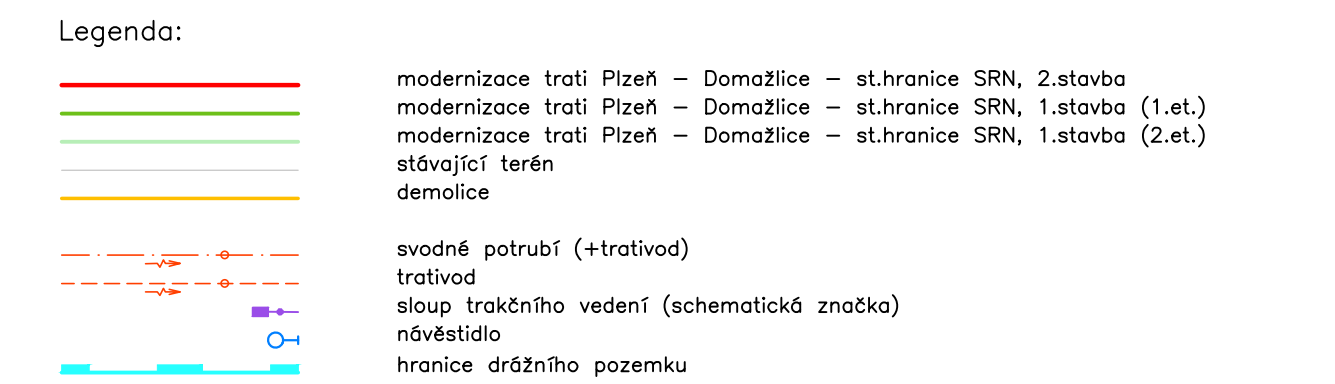 Legenda:
modernizace trati Plzeň – Domažlice – st.hranice SRN, 2.stavba
modernizace trati Plzeň – Domažlice – st.hranice SRN, 1.stavba (1.et.)
modernizace trati Plzeň – Domažlice – st.hranice SRN, 1.stavba (2.et.)
stávající terén
demolice
svodné potrubí (+trativod)
trativod
sloup trakčního vedení (schematická značka)
návěstidlo
hranice drážního pozemku